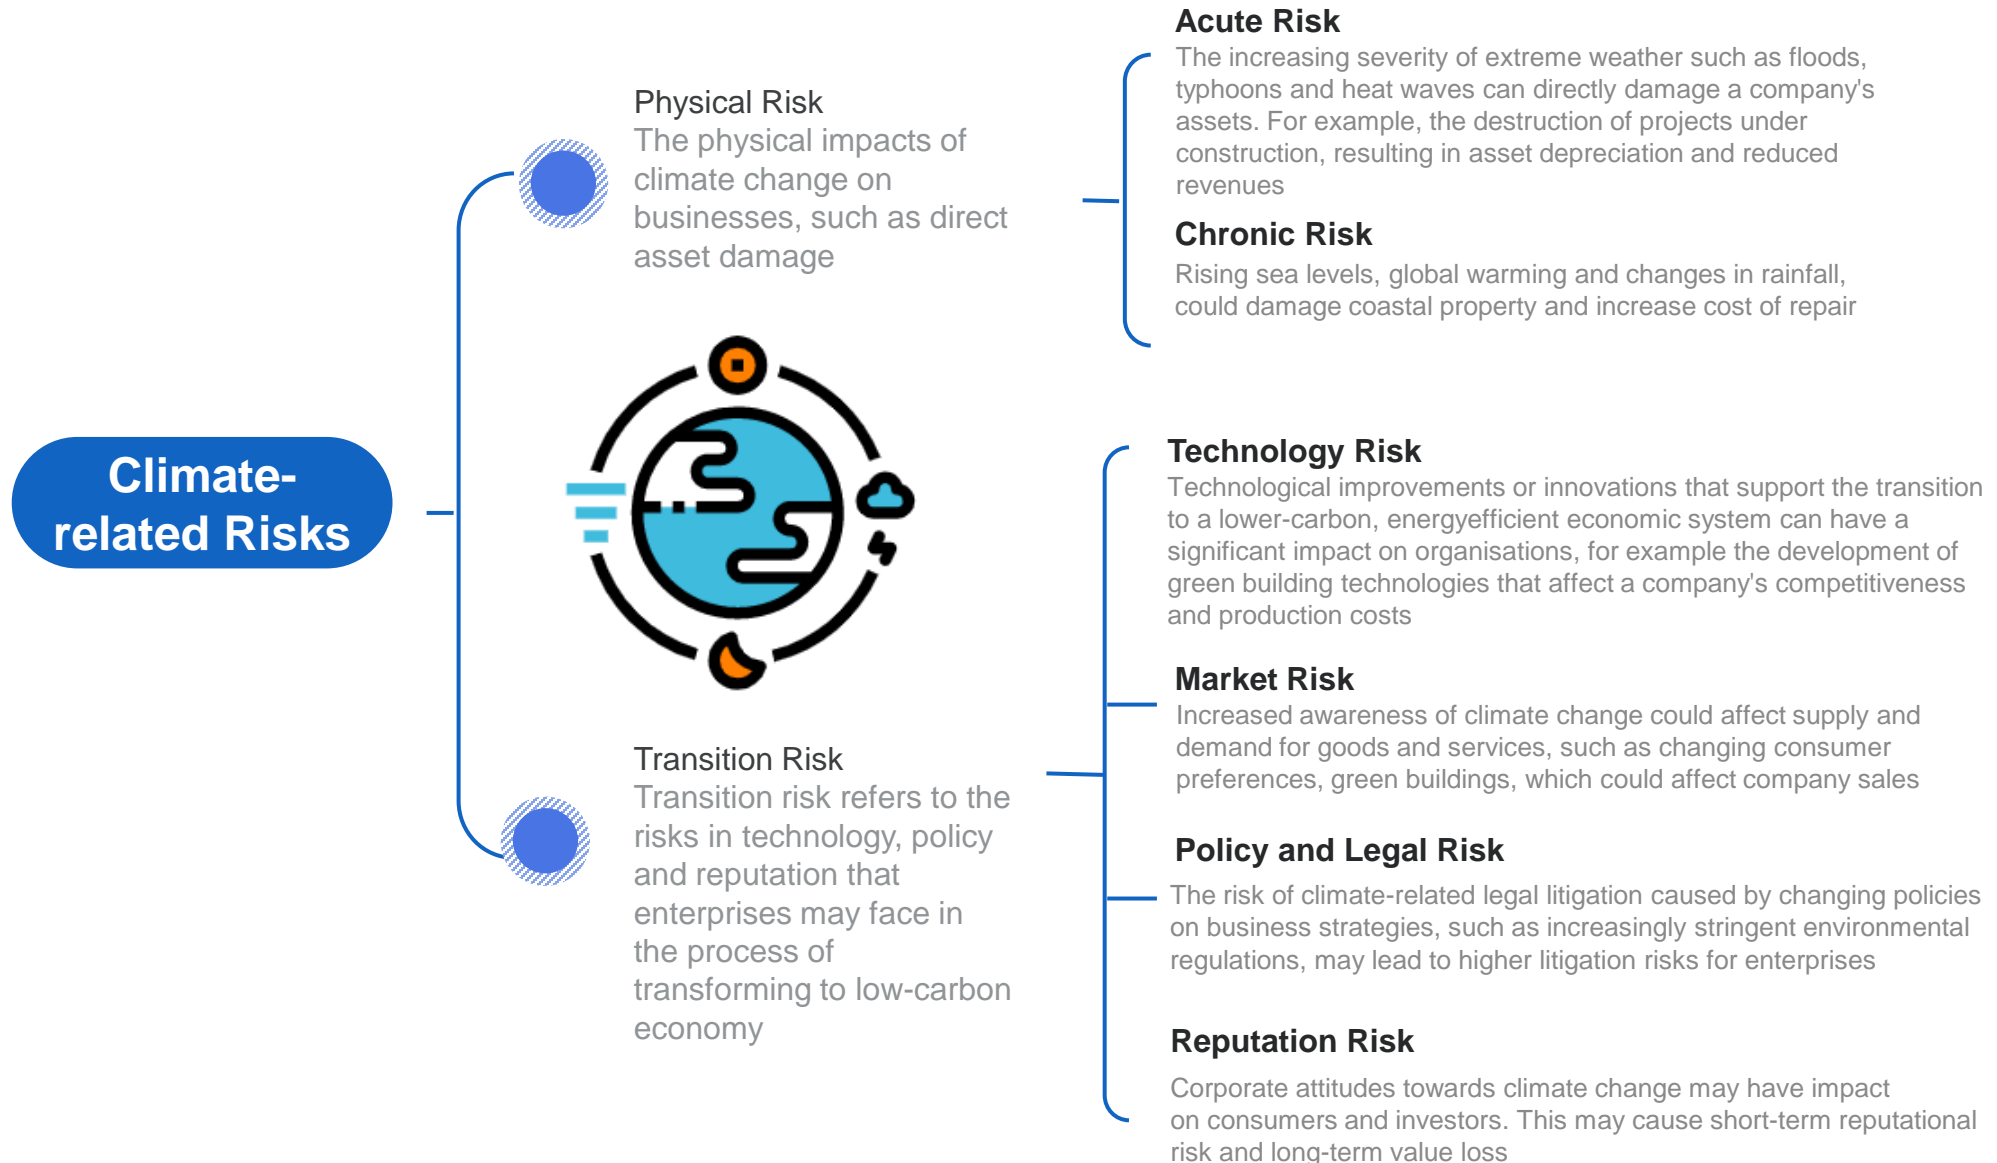 Climate-
related Risks
Physical Risk
The physical impacts of
climate change on
businesses, such as direct
asset damage
Acute Risk
The increasing severity of extreme weather such as floods,
typhoons and heat waves can directly damage a company's
assets. For example, the destruction of projects under
construction, resulting in asset depreciation and reduced
revenues
Chronic Risk
Rising sea levels, global warming and changes in rainfall,
could damage coastal property and increase cost of repair
Transition Risk
Transition risk refers to the
risks in technology, policy
and reputation that
enterprises may face in
the process of
transforming to low-carbon
economy
Technology Risk
Technological improvements or innovations that support the transition
to a lower-carbon, energyefficient economic system can have a
significant impact on organisations, for example the development of
green building technologies that affect a company's competitiveness
and production costs
Market Risk
Increased awareness of climate change could affect supply and
demand for goods and services, such as changing consumer
preferences, green buildings, which could affect company sales
Policy and Legal Risk
The risk of climate-related legal litigation caused by changing policies
on business strategies, such as increasingly stringent environmental
regulations, may lead to higher litigation risks for enterprises
Reputation Risk
Corporate attitudes towards climate change may have impact
on consumers and investors. This may cause short-term reputational
risk and long-term value loss